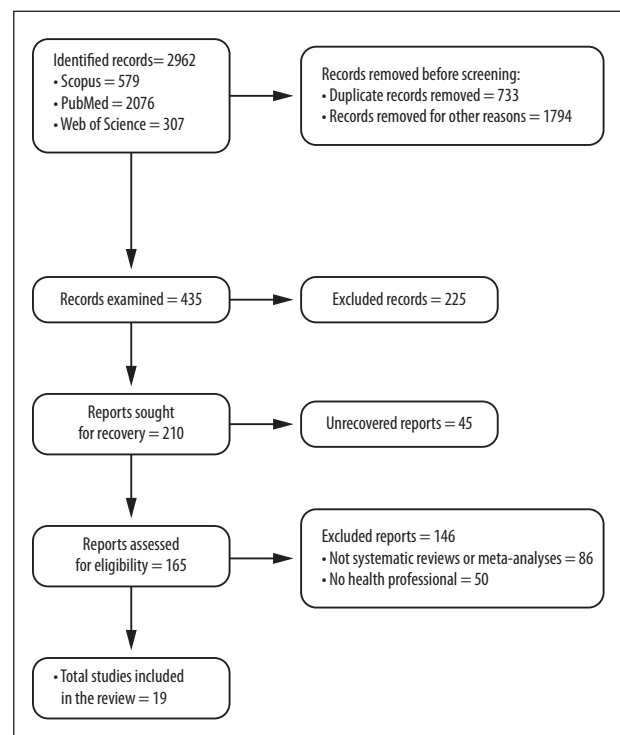 Identified records= 2962
• Scopus = 579
• PubMed = 2076
• Web of Science = 307
Records removed before screening:
• Duplicate records removed = 733
• Records removed for other reasons = 1794
Records examined = 435
Excluded records = 225
Reports sought
for recovery = 210
Unrecovered reports = 45
Reports assessed
for eligibility = 165
Excluded reports = 146
• Not systematic reviews or meta-analyses = 86
• No health professional = 50
• Total studies included
in the review = 19